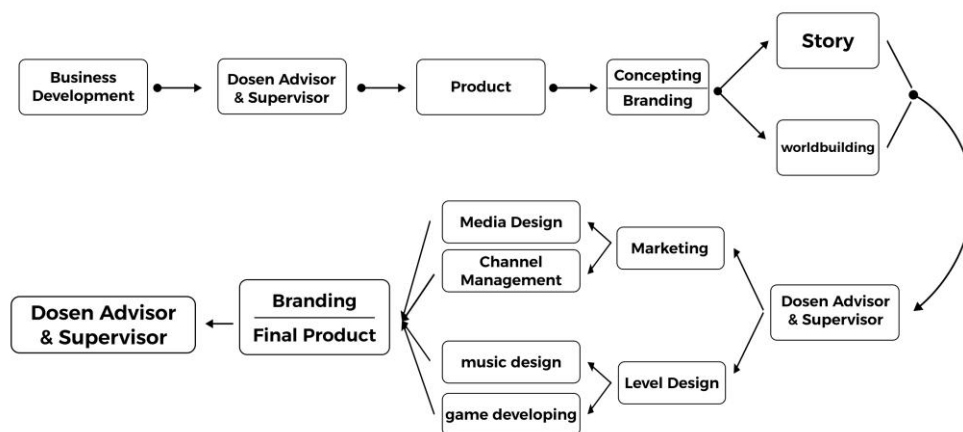 Business
Development
Dosen Advisor
& Supervisor
Product
Concepting
Branding
Story
worldbuilding
Dosen Advisor
& Supervisor
Marketing
Level Design
Media Design
Channel
Management
music design
game developing
Branding
Final Product
Dosen Advisor
& Supervisor